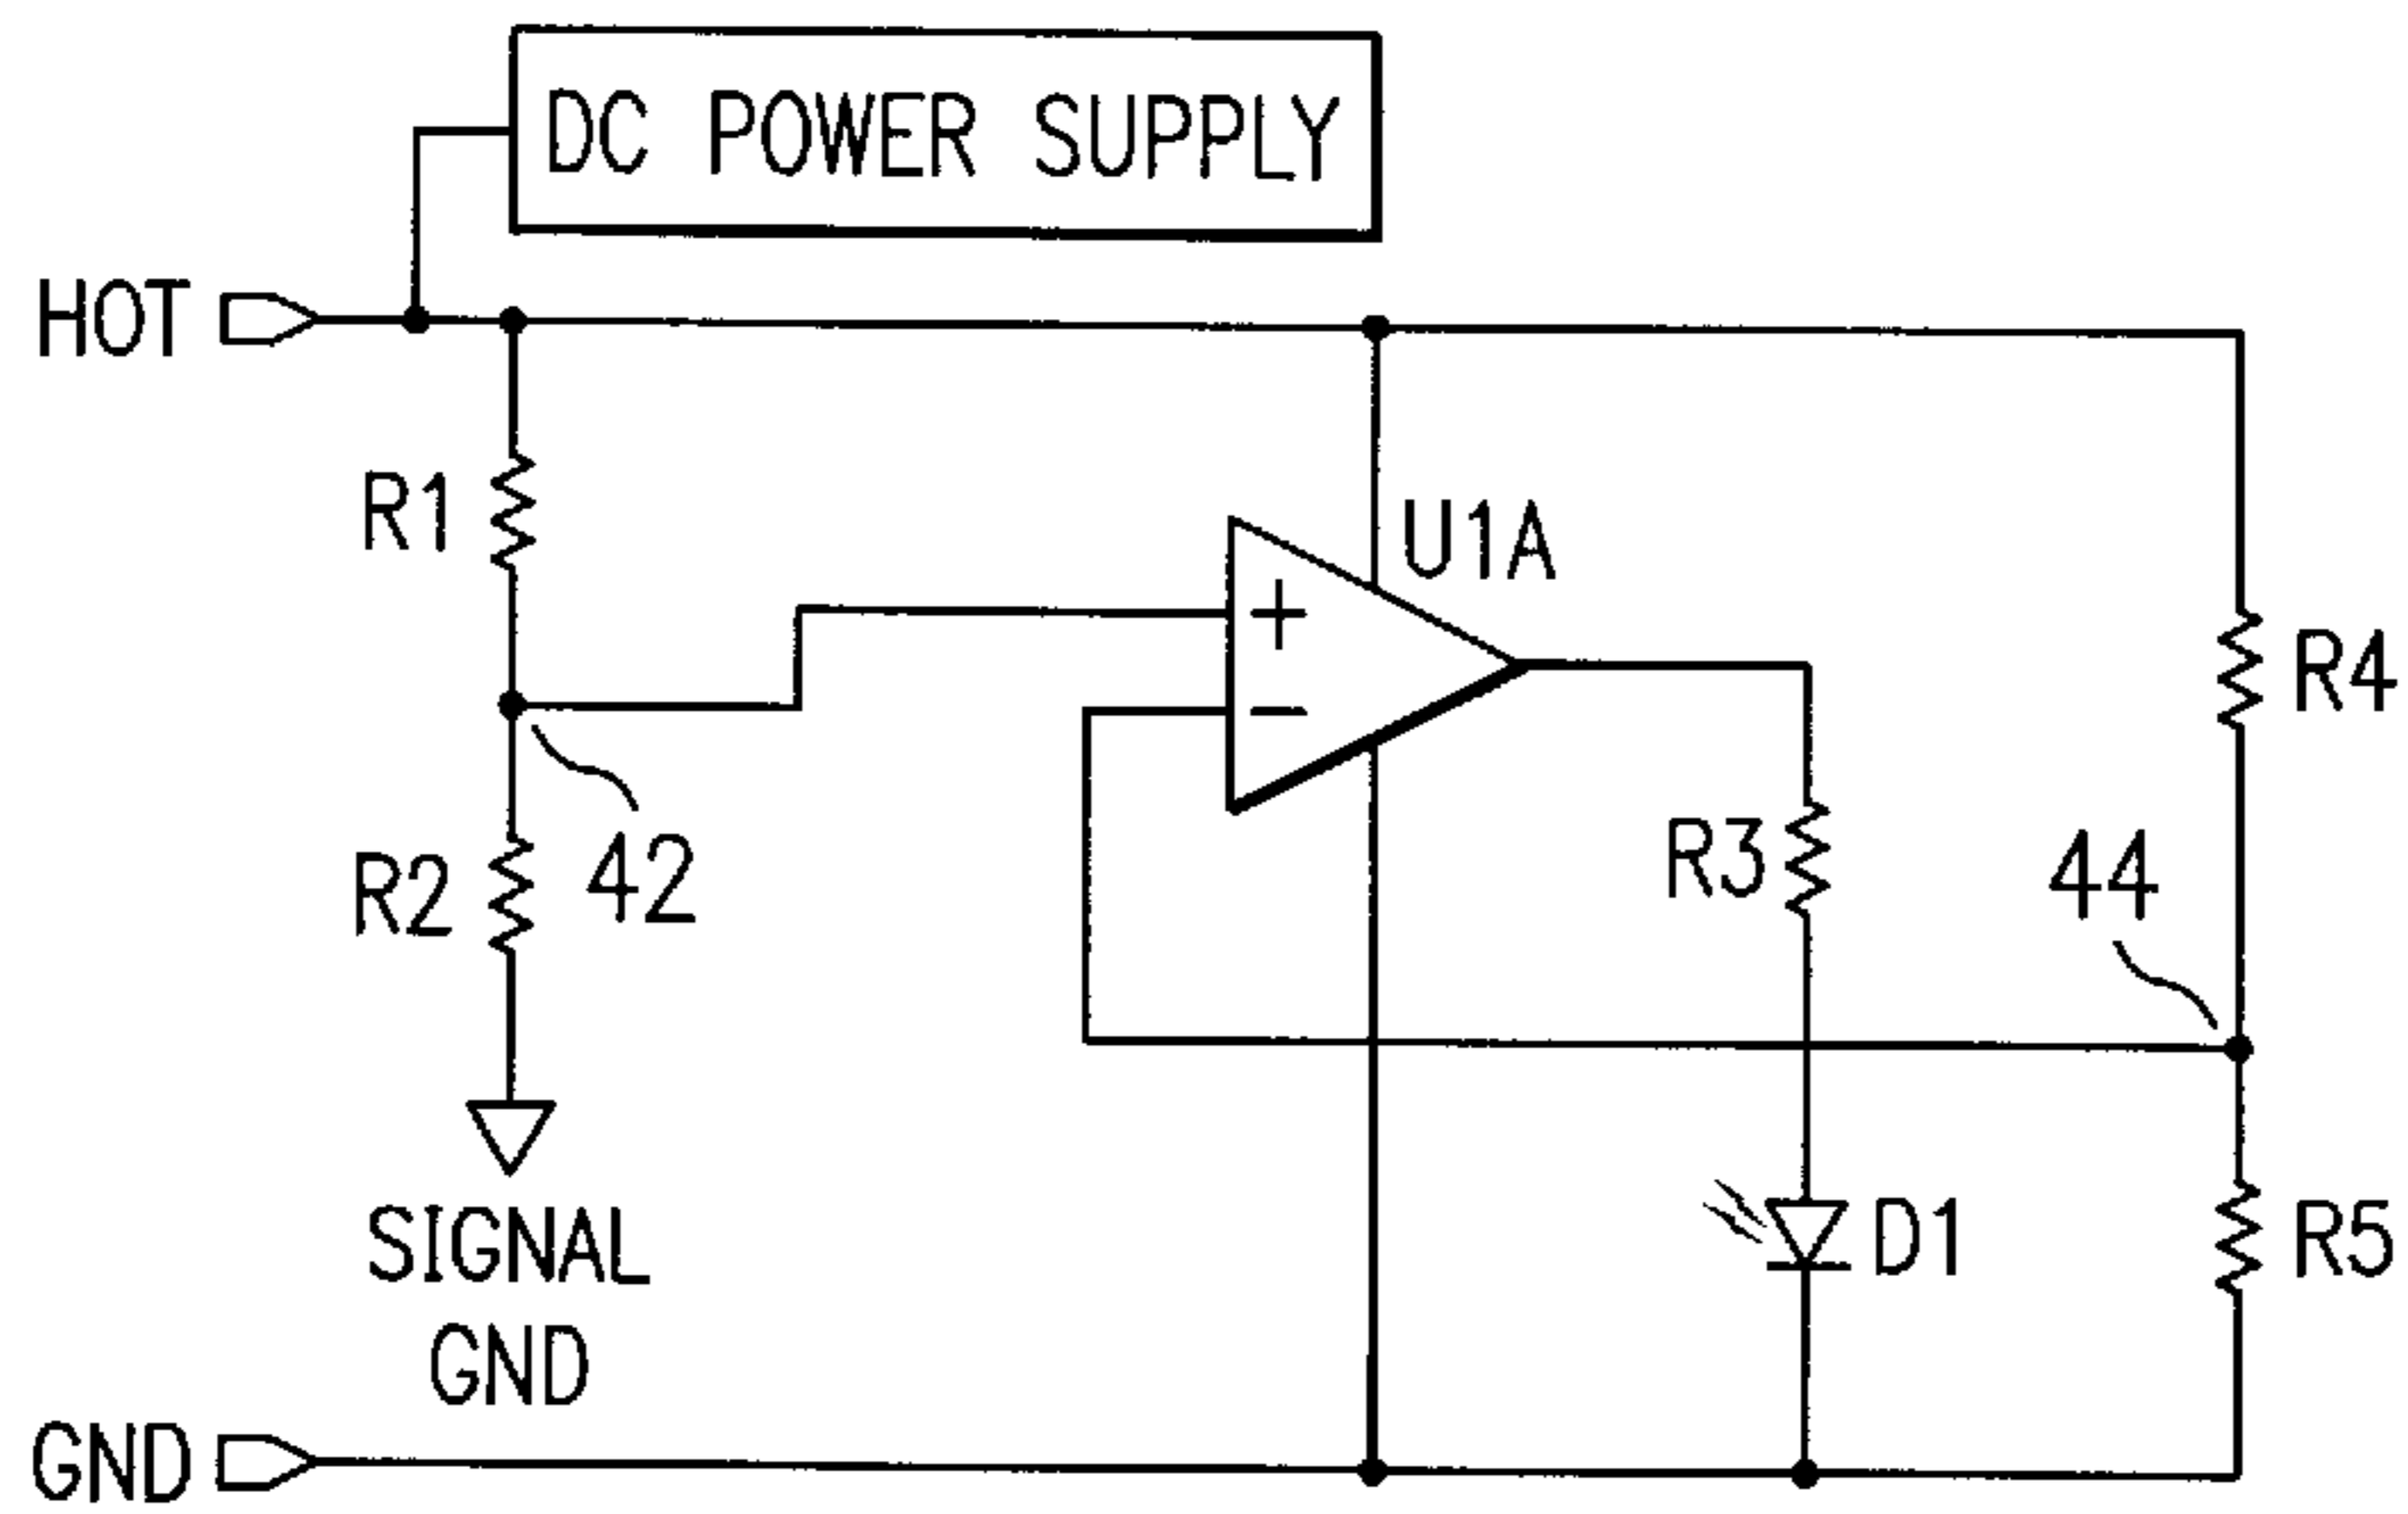 DC POWER SUPPLY
HOT
R1
U1A
+
−
R4
R2
42
R3
44
D1
R5
SIGNAL
GND
GND